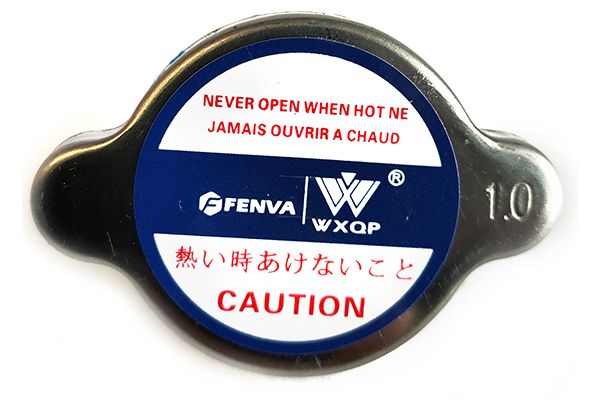 NEVER OPEN WHEN HOT NE
JAMAIS OUVRIR A CHAUD
FENVA
WXQP ®
1.0
熱い時あけないこと
CAUTION